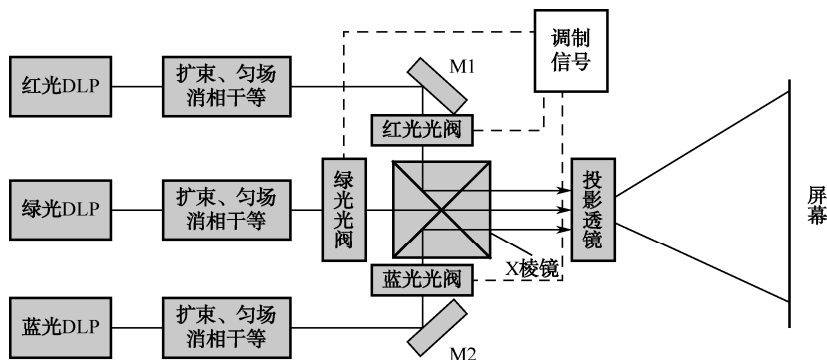 红光DLP
扩束、匀场
消相干等
M1
调制
信号
红光光阀
绿光DLP
扩束、匀场
消相干等
绿光光阀
投影透镜
屏幕
X棱镜
蓝光光阀
蓝光DLP
扩束、匀场
消相干等
M2